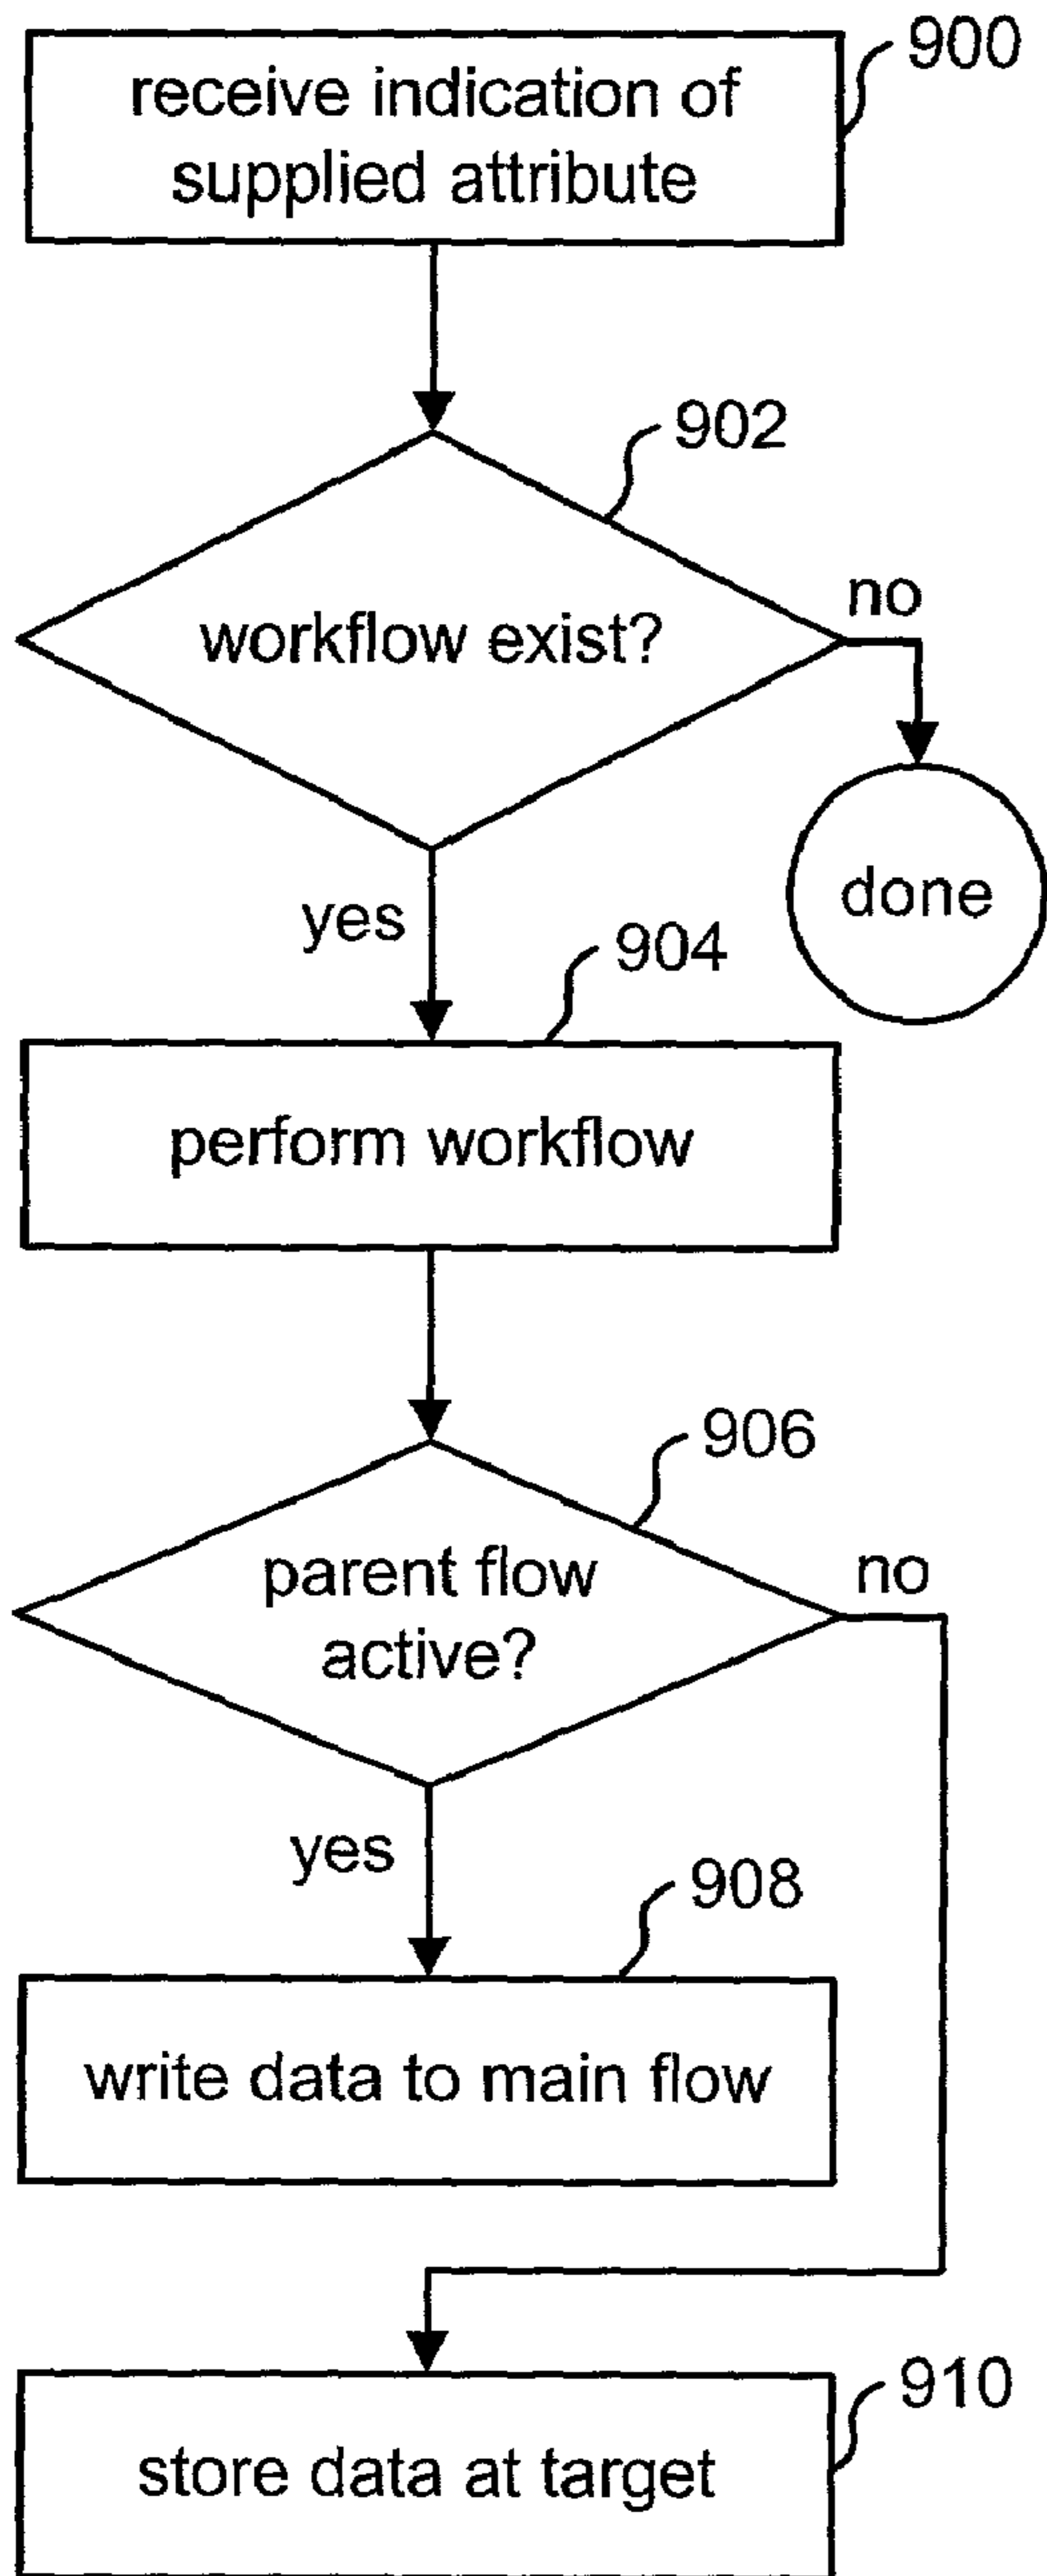 900
receive indication of
supplied attribute
902
workflow exist?
no
done
yes
904
perform workflow
906
parent flow
active?
no
yes
908
write data to main flow
910
store data at target